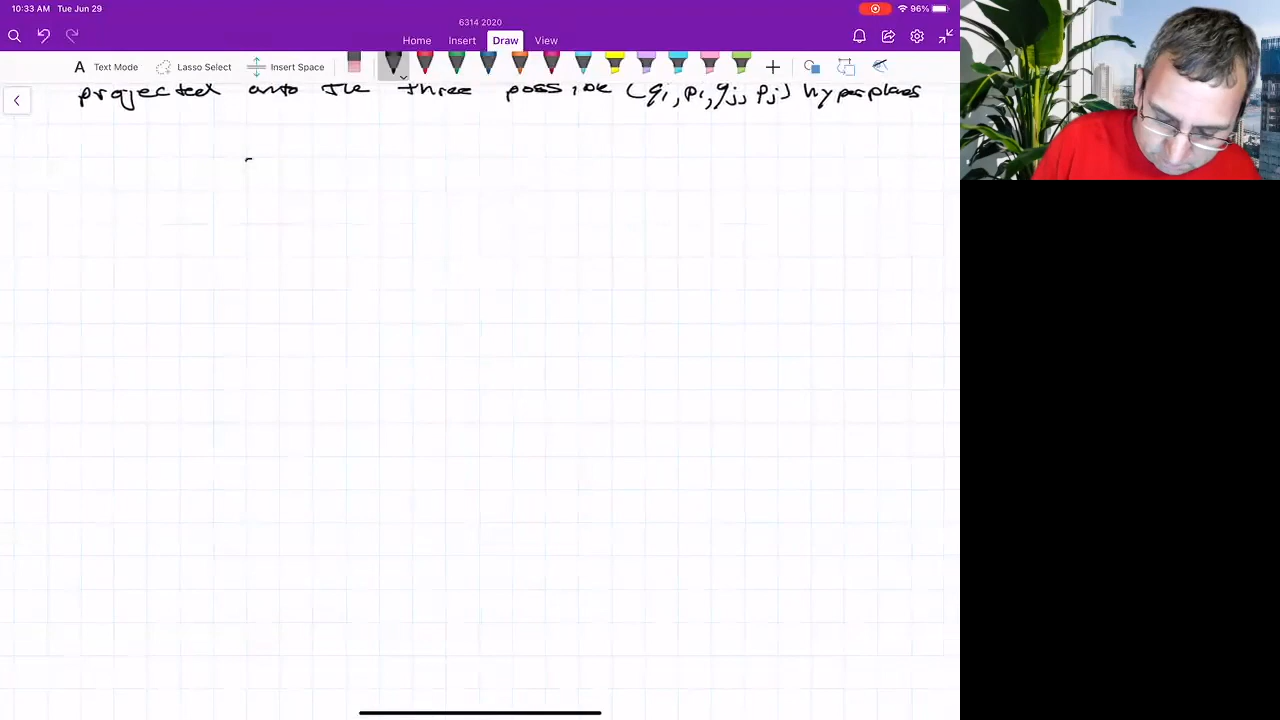 10:33 AM Tue Jun 29
96%
6314 2020
Home Insert Draw View
A Text Mode Lasso Select Insert Space
projected onto the three possible (qi, pi, qj, pj) hyperplanes